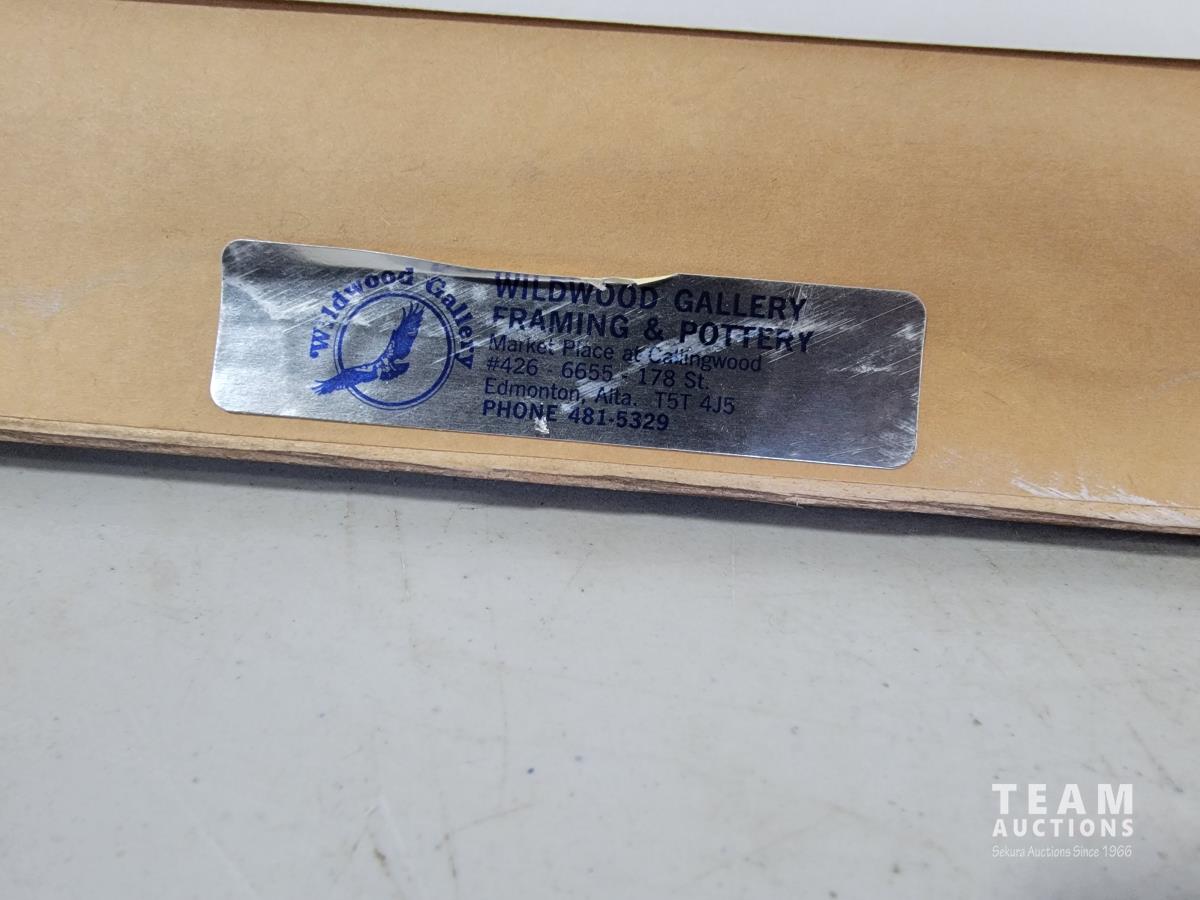 Wildwood Gallery
WILDWOOD GALLERY
FRAMING & POTTERY
Market Place at Callingwood
#426 - 6655 - 178 St.
Edmonton, Alta. T5T 4J5
PHONE 481-5329
TEAM
AUCTIONS
Sekura Auctions Since 1966